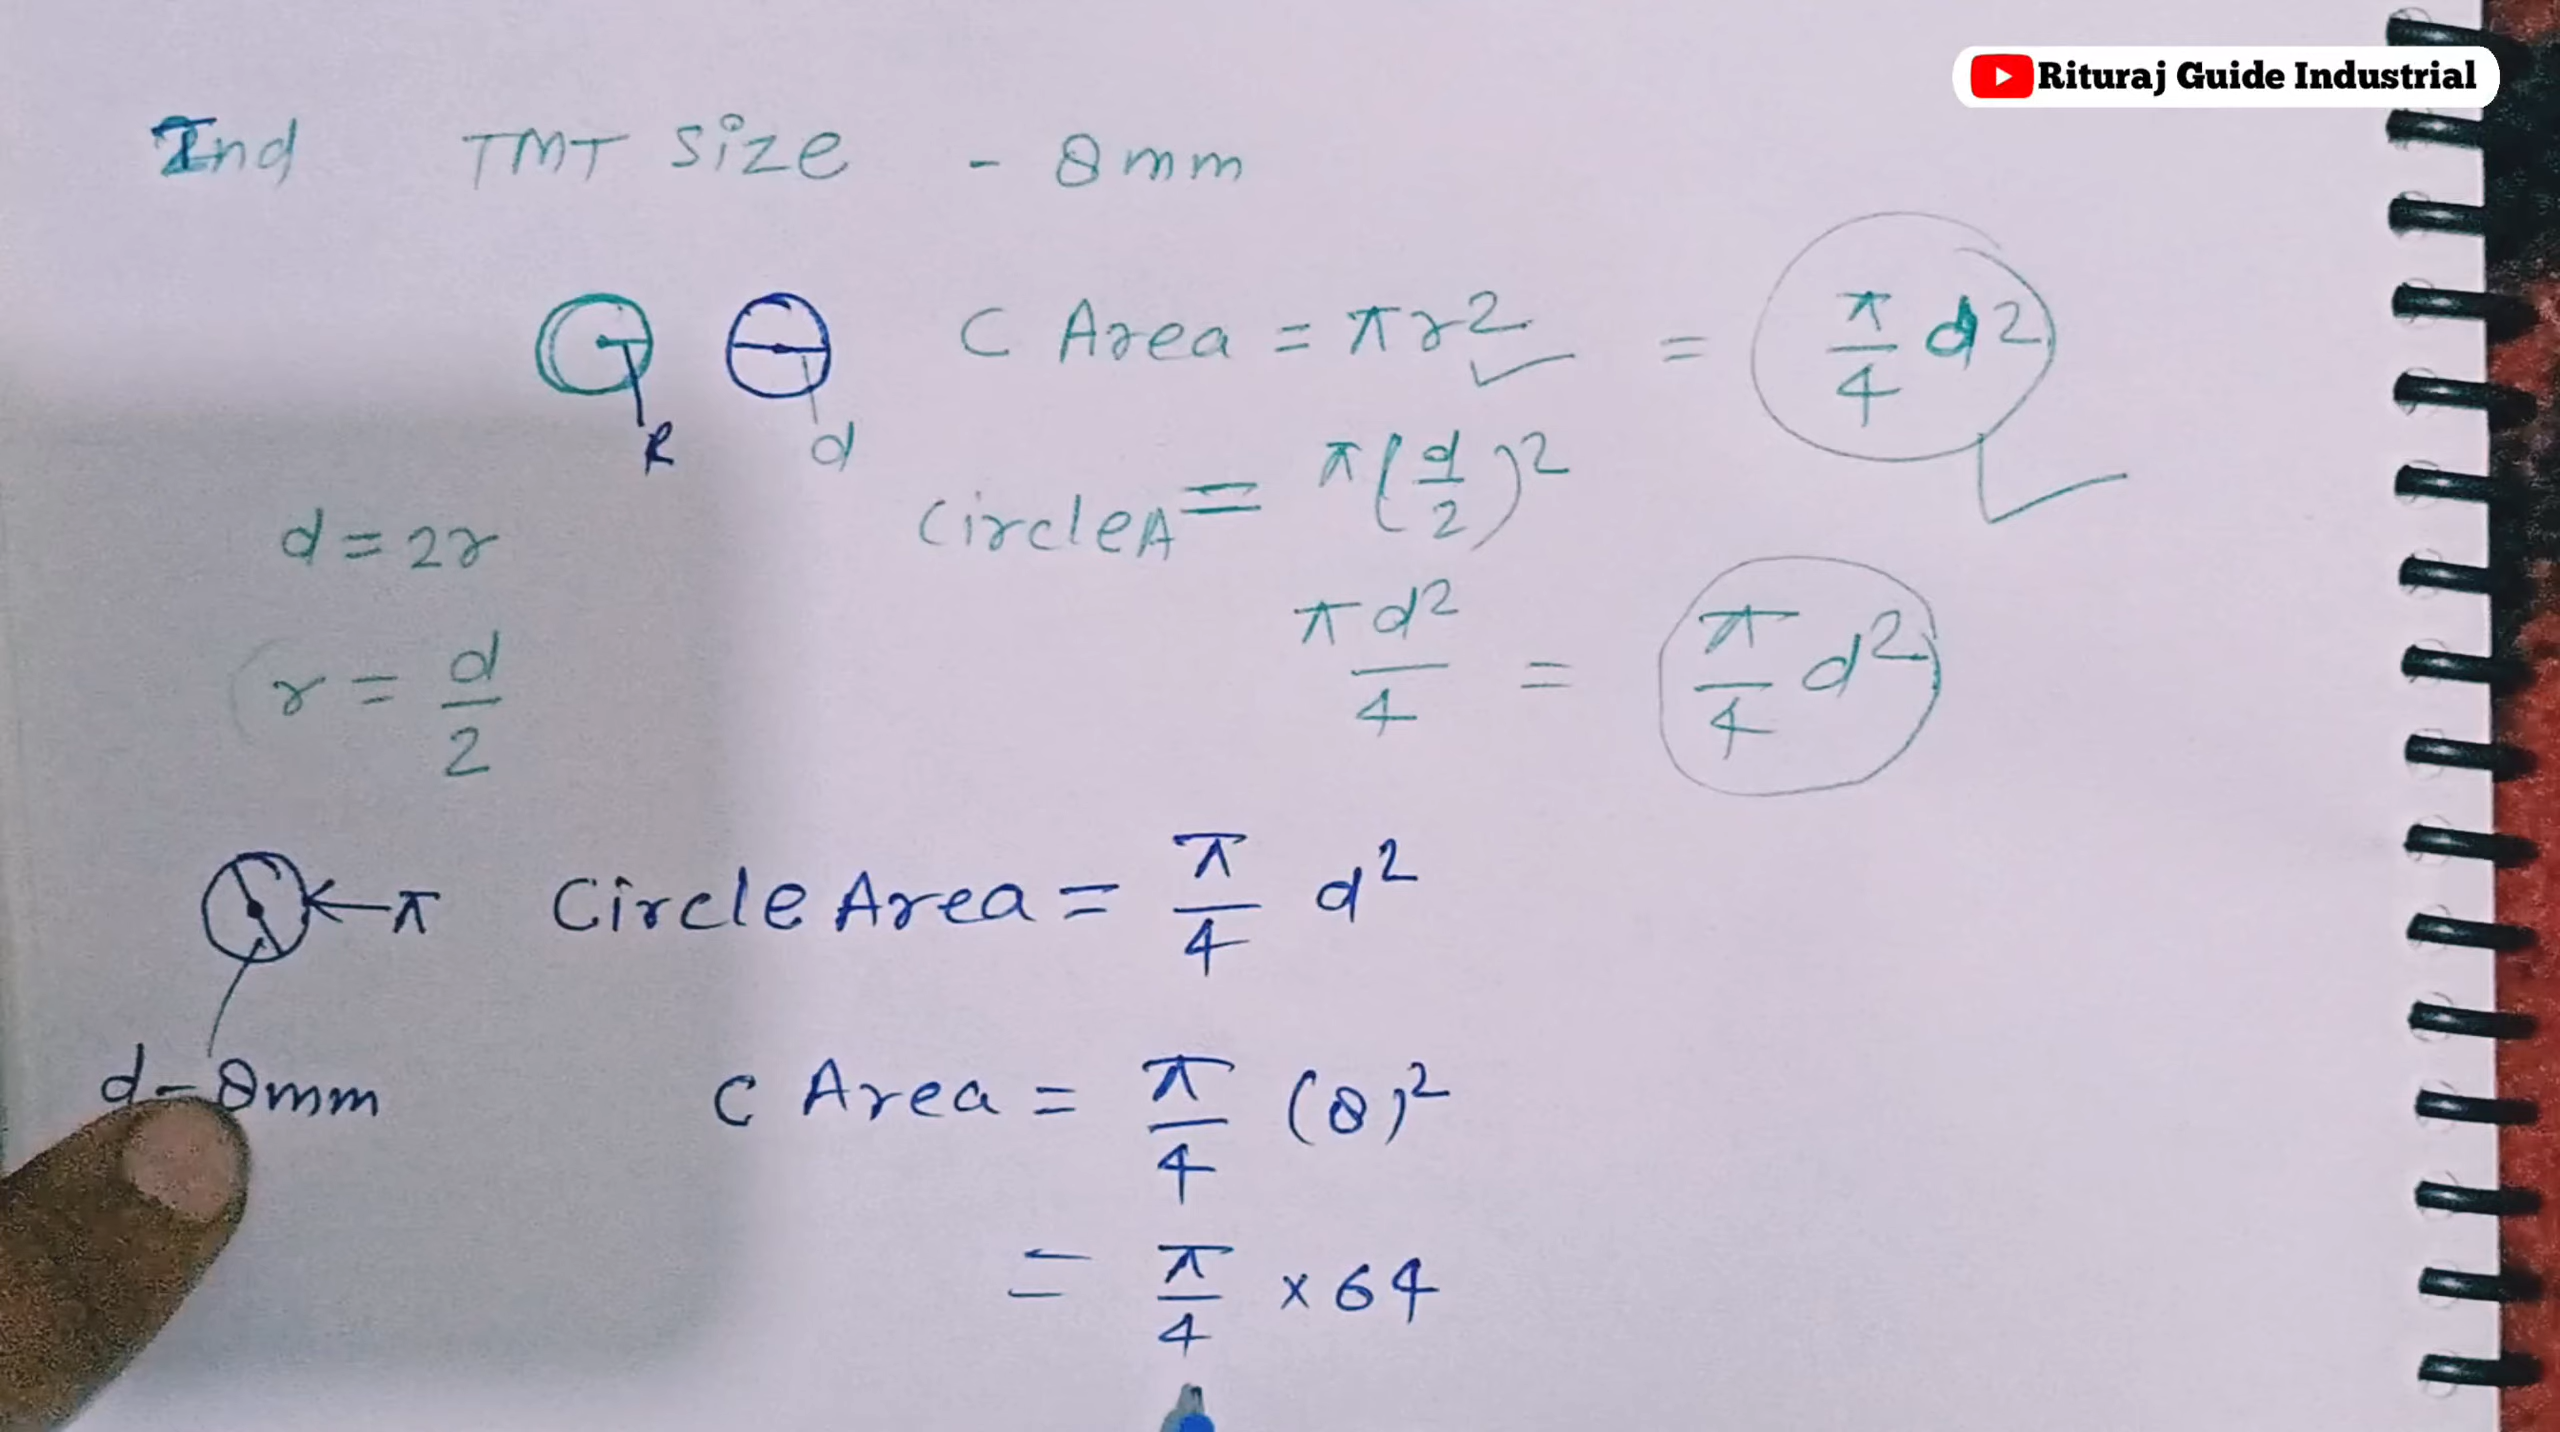 Rituraj Guide Industrial
Ind TMT Size - 8mm
C Area = πr² = π/4 d²
R d
Circle A = π(d/2)²
d = 2r
πd²/4 = π/4 d²
r = d/2
π Circle Area = π/4 d²
d - 8mm C Area = π/4 (8)²
= π/4 × 64